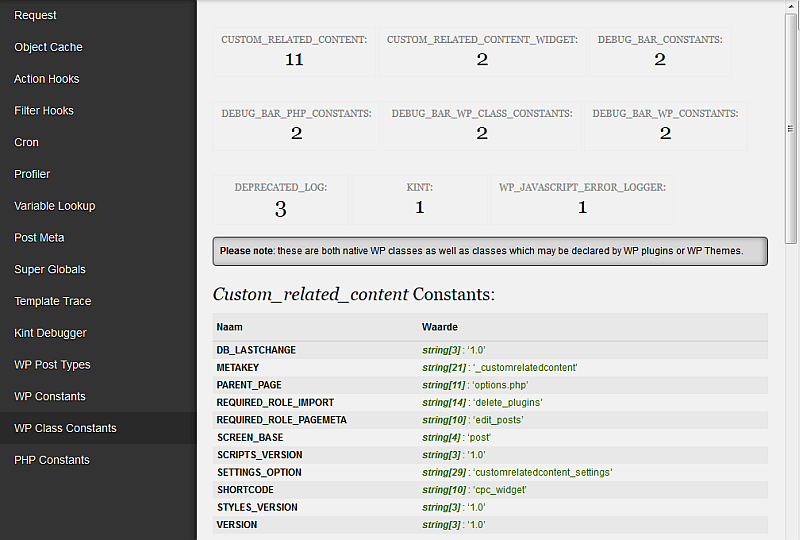 Request
Object Cache
Action Hooks
Filter Hooks
Cron
Profiler
Variable Lookup
Post Meta
Super Globals
Template Trace
Kint Debugger
WP Post Types
WP Constants
WP Class Constants
PHP Constants
CUSTOM_RELATED_CONTENT: CUSTOM_RELATED_CONTENT_WIDGET: DEBUG_BAR_CONSTANTS:
11 2 2
DEBUG_BAR_PHP_CONSTANTS: DEBUG_BAR_WP_CLASS_CONSTANTS: DEBUG_BAR_WP_CONSTANTS:
2 2 2
DEPRECATED_LOG: KINT: WP_JAVASCRIPT_ERROR_LOGGER:
3 1 1
Please note: these are both native WP classes as well as classes which may be declared by WP plugins or WP Themes.
Custom_related_content Constants:
Naam Waarde
DB_LASTCHANGE string[3] : '1.0'
METAKEY string[21] : '_customrelatedcontent'
PARENT_PAGE string[11] : 'options.php'
REQUIRED_ROLE_IMPORT string[14] : 'delete_plugins'
REQUIRED_ROLE_PAGEMETA string[10] : 'edit_posts'
SCREEN_BASE string[4] : 'post'
SCRIPTS_VERSION string[3] : '1.0'
SETTINGS_OPTION string[29] : 'customrelatedcontent_settings'
SHORTCODE string[10] : 'cpc_widget'
STYLES_VERSION string[3] : '1.0'
VERSION string[3] : '1.0'